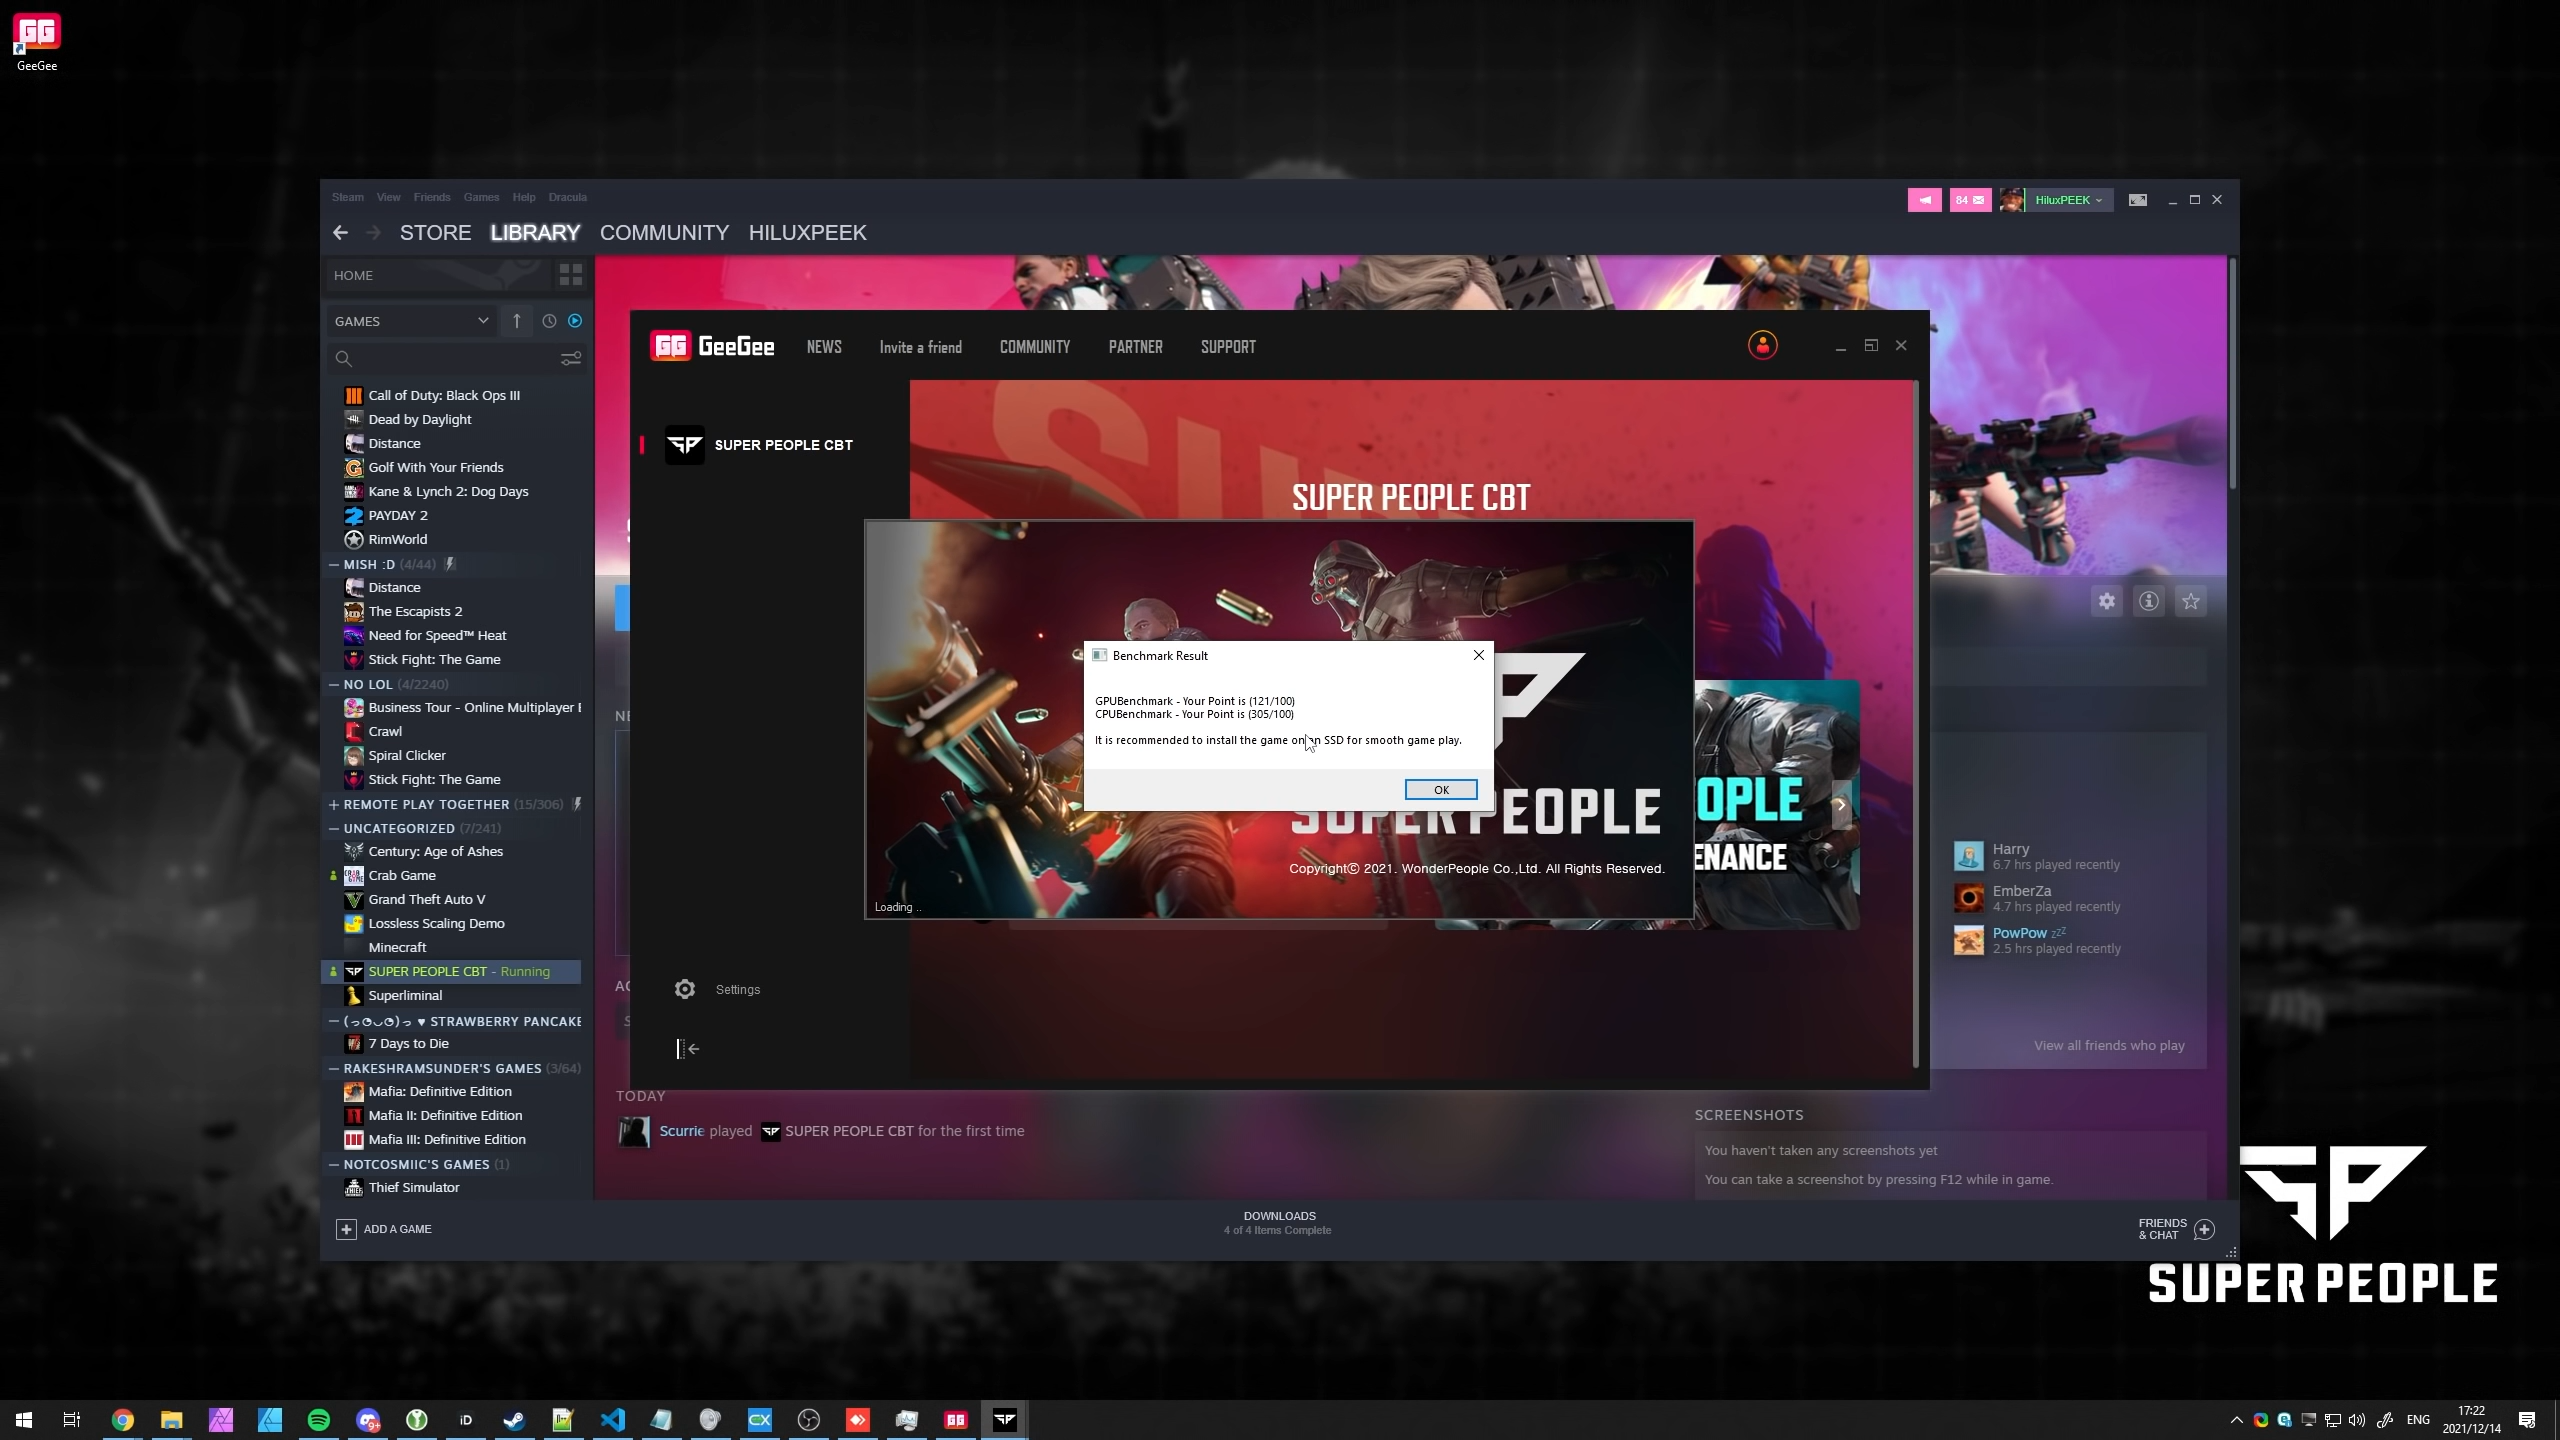 GeeGee
Steam View Friends Games Help Dracula
84
HiluxPEEK
STORE LIBRARY COMMUNITY HILUXPEEK
HOME
GAMES
Call of Duty: Black Ops III
Dead by Daylight
Distance
Golf With Your Friends
Kane & Lynch 2: Dog Days
PAYDAY 2
RimWorld
— MISH :D (4/44)
Distance
The Escapists 2
Need for Speed™ Heat
Stick Fight: The Game
— NO LOL (4/2240)
Business Tour - Online Multiplayer
Crawl
Spiral Clicker
Stick Fight: The Game
+ REMOTE PLAY TOGETHER (15/306)
— UNCATEGORIZED (7/241)
Century: Age of Ashes
Crab Game
Grand Theft Auto V
Lossless Scaling Demo
Minecraft
SUPER PEOPLE CBT - Running
Superliminal
— (っ◔◡◔)っ ♥ STRAWBERRY PANCAKE
7 Days to Die
— RAKESHRAMSUNDER'S GAMES (3/64)
Mafia: Definitive Edition
Mafia II: Definitive Edition
Mafia III: Definitive Edition
— NOTCOSMIIC'S GAMES (1)
Thief Simulator
ADD A GAME
GeeGee NEWS Invite a friend COMMUNITY PARTNER SUPPORT
SUPER PEOPLE CBT
SUPER PEOPLE CBT
Benchmark Result
GPUBenchmark - Your Point is (121/100)
CPUBenchmark - Your Point is (305/100)
It is recommended to install the game on an SSD for smooth game play.
OK
SUPER PEOPLE
Copyrightⓒ 2021. WonderPeople Co.,Ltd. All Rights Reserved.
Loading ..
OPLE
ENANCE
Settings
Harry
6.7 hrs played recently
EmberZa
4.7 hrs played recently
PowPow zzz
2.5 hrs played recently
View all friends who play
TODAY
Scurrie played SUPER PEOPLE CBT for the first time
SCREENSHOTS
You haven't taken any screenshots yet
You can take a screenshot by pressing F12 while in game.
DOWNLOADS
4 of 4 Items Complete
FRIENDS
& CHAT
SUPER PEOPLE
9+
iD
CX
ENG
17:22
2021/12/14